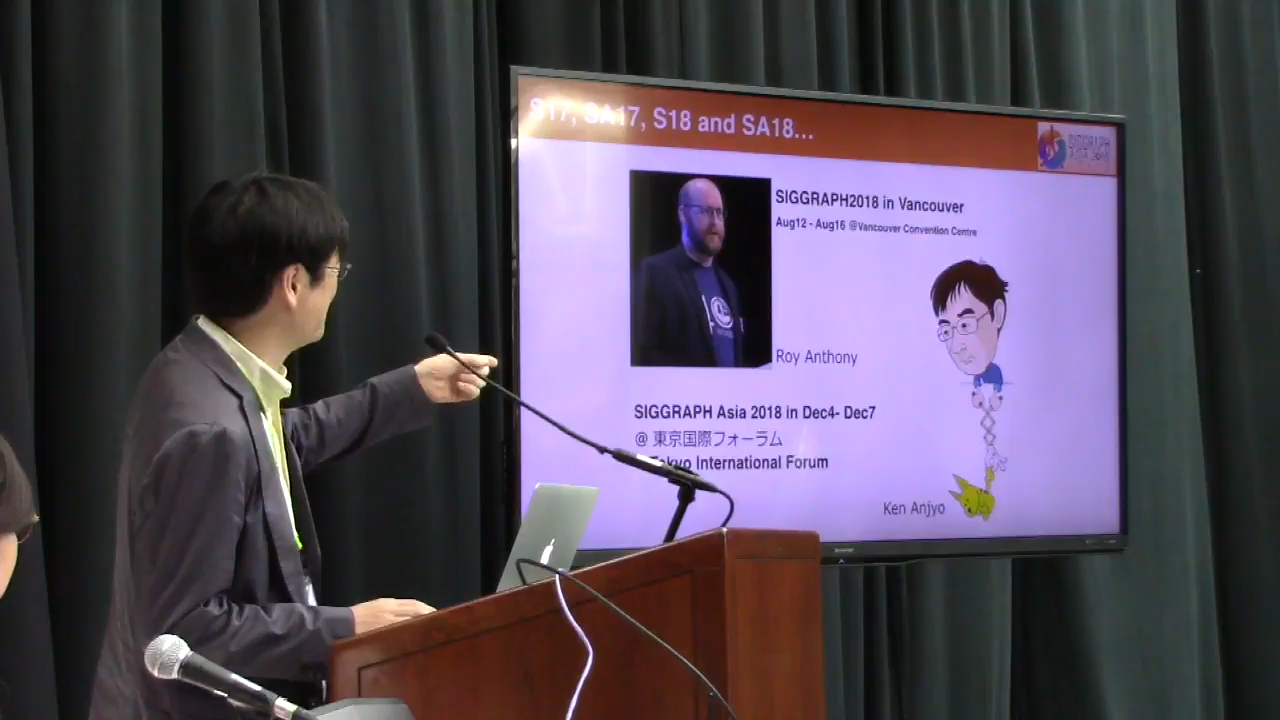 S17, SA17, S18 and SA18...
SIGGRAPH
SIGGRAPH2018 in Vancouver
Aug12 - Aug16 @Vancouver Convention Centre
Roy Anthony
SIGGRAPH Asia 2018 in Dec4- Dec7
@ 東京国際フォーラム
Tokyo International Forum
Ken Anjyo